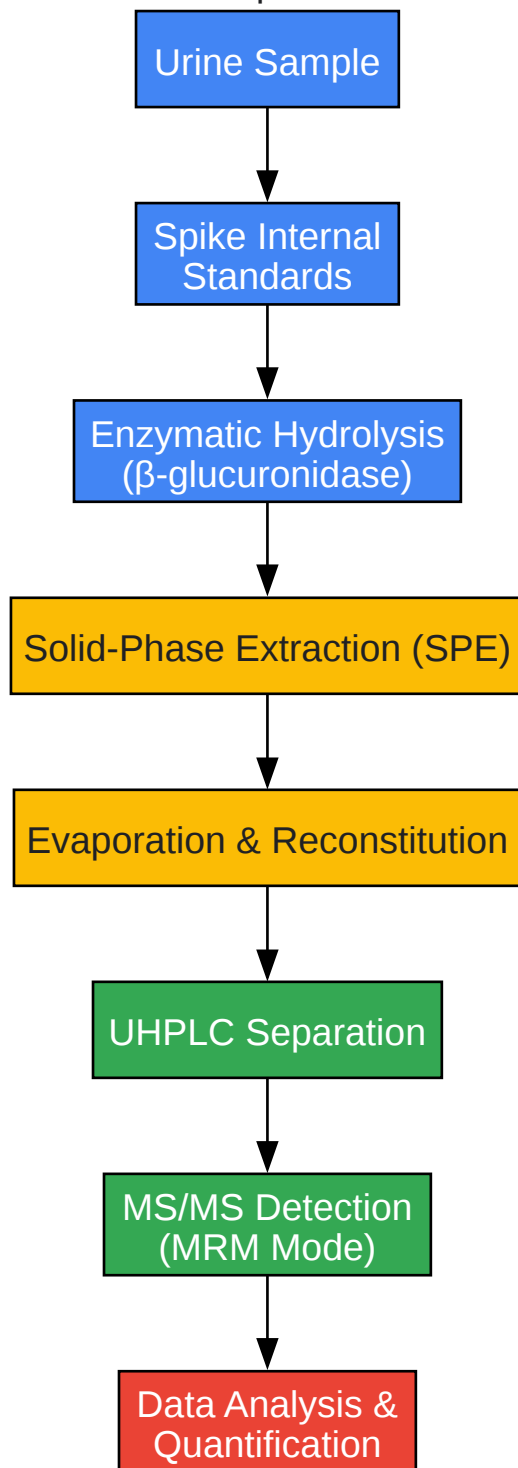 Urine Sample
Spike Internal
Standards
Enzymatic Hydrolysis
(β-glucuronidase)
Solid-Phase Extraction (SPE)
Evaporation & Reconstitution
UHPLC Separation
MS/MS Detection
(MRM Mode)
Data Analysis &
Quantification